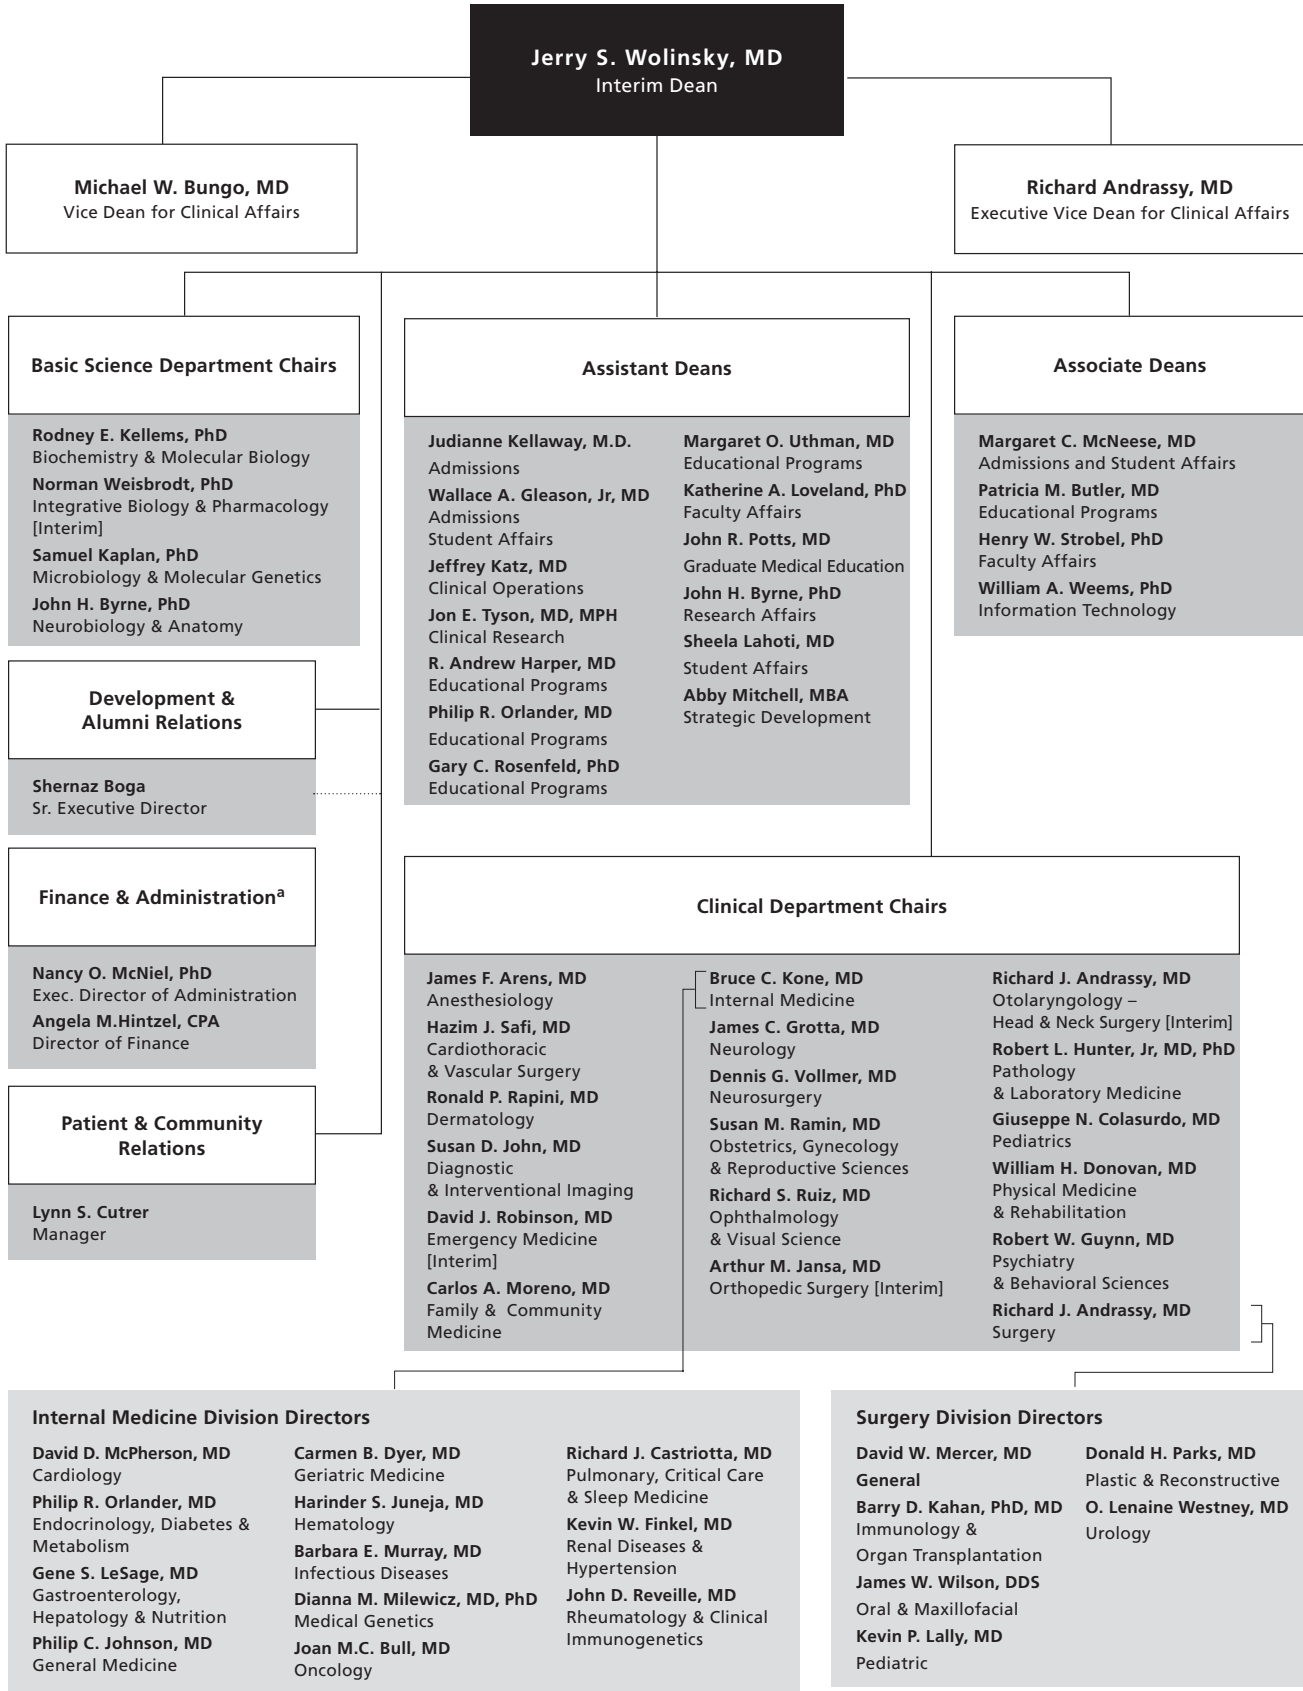 Jerry S. Wolinsky, MD
Interim Dean
Michael W. Bungo, MD
Vice Dean for Clinical Affairs
Richard Andrassy, MD
Executive Vice Dean for Clinical Affairs
Basic Science Department Chairs
Rodney E. Kellems, PhD
Biochemistry & Molecular Biology
Norman Weisbrodt, PhD
Integrative Biology & Pharmacology
[Interim]
Samuel Kaplan, PhD
Microbiology & Molecular Genetics
John H. Byrne, PhD
Neurobiology & Anatomy
Assistant Deans
Judianne Kellaway, M.D.
Admissions
Wallace A. Gleason, Jr, MD
Admissions
Student Affairs
Jeffrey Katz, MD
Clinical Operations
Jon E. Tyson, MD, MPH
Clinical Research
R. Andrew Harper, MD
Educational Programs
Philip R. Orlander, MD
Educational Programs
Gary C. Rosenfeld, PhD
Educational Programs
Margaret O. Uthman, MD
Educational Programs
Katherine A. Loveland, PhD
Faculty Affairs
John R. Potts, MD
Graduate Medical Education
John H. Byrne, PhD
Research Affairs
Sheela Lahoti, MD
Student Affairs
Abby Mitchell, MBA
Strategic Development
Associate Deans
Margaret C. McNeese, MD
Admissions and Student Affairs
Patricia M. Butler, MD
Educational Programs
Henry W. Strobel, PhD
Faculty Affairs
William A. Weems, PhD
Information Technology
Development &
Alumni Relations
Shernaz Boga
Sr. Executive Director
Finance & Administrationª
Nancy O. McNiel, PhD
Exec. Director of Administration
Angela M.Hintzel, CPA
Director of Finance
Patient & Community
Relations
Lynn S. Cutrer
Manager
Clinical Department Chairs
James F. Arens, MD
Anesthesiology
Hazim J. Safi, MD
Cardiothoracic
& Vascular Surgery
Ronald P. Rapini, MD
Dermatology
Susan D. John, MD
Diagnostic
& Interventional Imaging
David J. Robinson, MD
Emergency Medicine
[Interim]
Carlos A. Moreno, MD
Family & Community
Medicine
Bruce C. Kone, MD
Internal Medicine
James C. Grotta, MD
Neurology
Dennis G. Vollmer, MD
Neurosurgery
Susan M. Ramin, MD
Obstetrics, Gynecology
& Reproductive Sciences
Richard S. Ruiz, MD
Ophthalmology
& Visual Science
Arthur M. Jansa, MD
Orthopedic Surgery [Interim]
Richard J. Andrassy, MD
Otolaryngology –
Head & Neck Surgery [Interim]
Robert L. Hunter, Jr, MD, PhD
Pathology
& Laboratory Medicine
Giuseppe N. Colasurdo, MD
Pediatrics
William H. Donovan, MD
Physical Medicine
& Rehabilitation
Robert W. Guynn, MD
Psychiatry
& Behavioral Sciences
Richard J. Andrassy, MD
Surgery
Internal Medicine Division Directors
David D. McPherson, MD
Cardiology
Philip R. Orlander, MD
Endocrinology, Diabetes &
Metabolism
Gene S. LeSage, MD
Gastroenterology,
Hepatology & Nutrition
Philip C. Johnson, MD
General Medicine
Carmen B. Dyer, MD
Geriatric Medicine
Harinder S. Juneja, MD
Hematology
Barbara E. Murray, MD
Infectious Diseases
Dianna M. Milewicz, MD, PhD
Medical Genetics
Joan M.C. Bull, MD
Oncology
Richard J. Castriotta, MD
Pulmonary, Critical Care
& Sleep Medicine
Kevin W. Finkel, MD
Renal Diseases &
Hypertension
John D. Reveille, MD
Rheumatology & Clinical
Immunogenetics
Surgery Division Directors
David W. Mercer, MD
General
Barry D. Kahan, PhD, MD
Immunology &
Organ Transplantation
James W. Wilson, DDS
Oral & Maxillofacial
Kevin P. Lally, MD
Pediatric
Donald H. Parks, MD
Plastic & Reconstructive
O. Lenaine Westney, MD
Urology